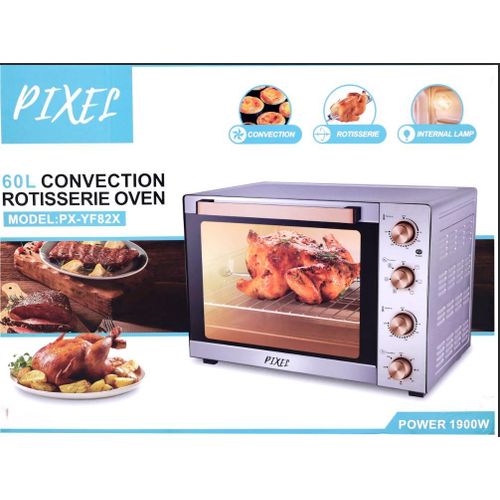 PIXEL
CONVECTION
ROTISSERIE
INTERNAL LAMP
60L CONVECTION
ROTISSERIE OVEN
MODEL:PX-YF82X
PIXEL
POWER 1900W